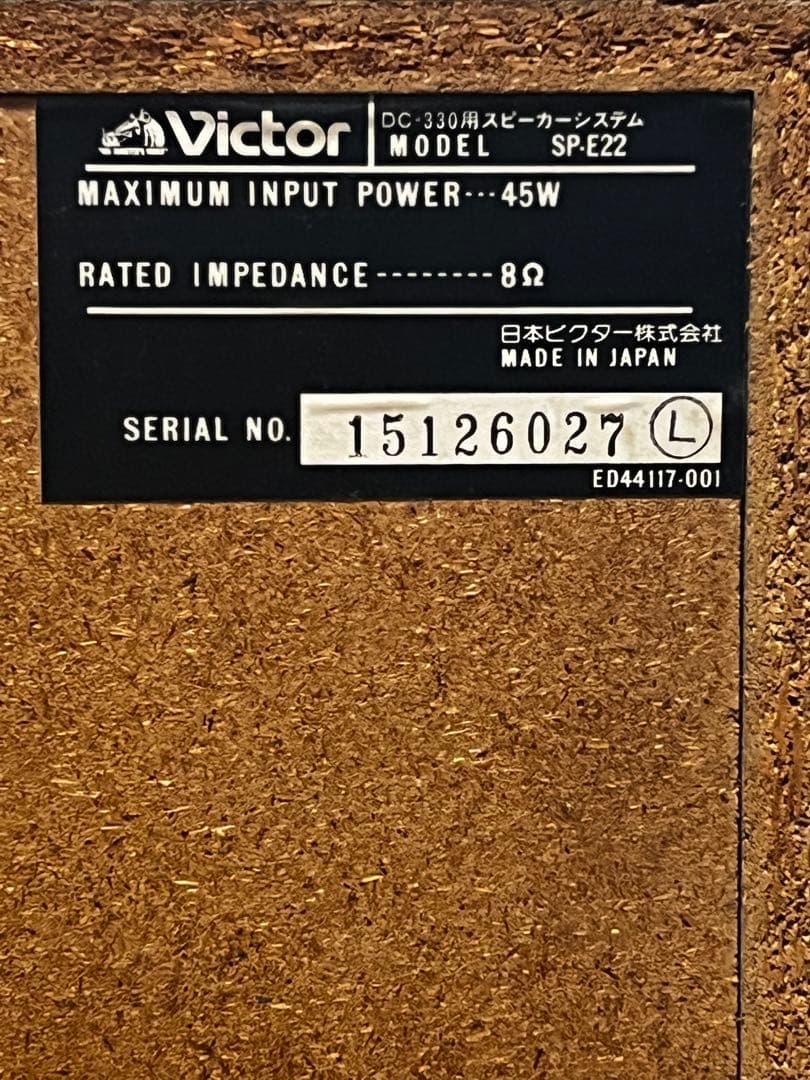 Victor
DC-330用スピーカーシステム
MODEL SP-E22
MAXIMUM INPUT POWER---45W
RATED IMPEDANCE--------8Ω
日本ビクター株式会社
MADE IN JAPAN
SERIAL NO. 15126027 Ⓛ
ED44117-001